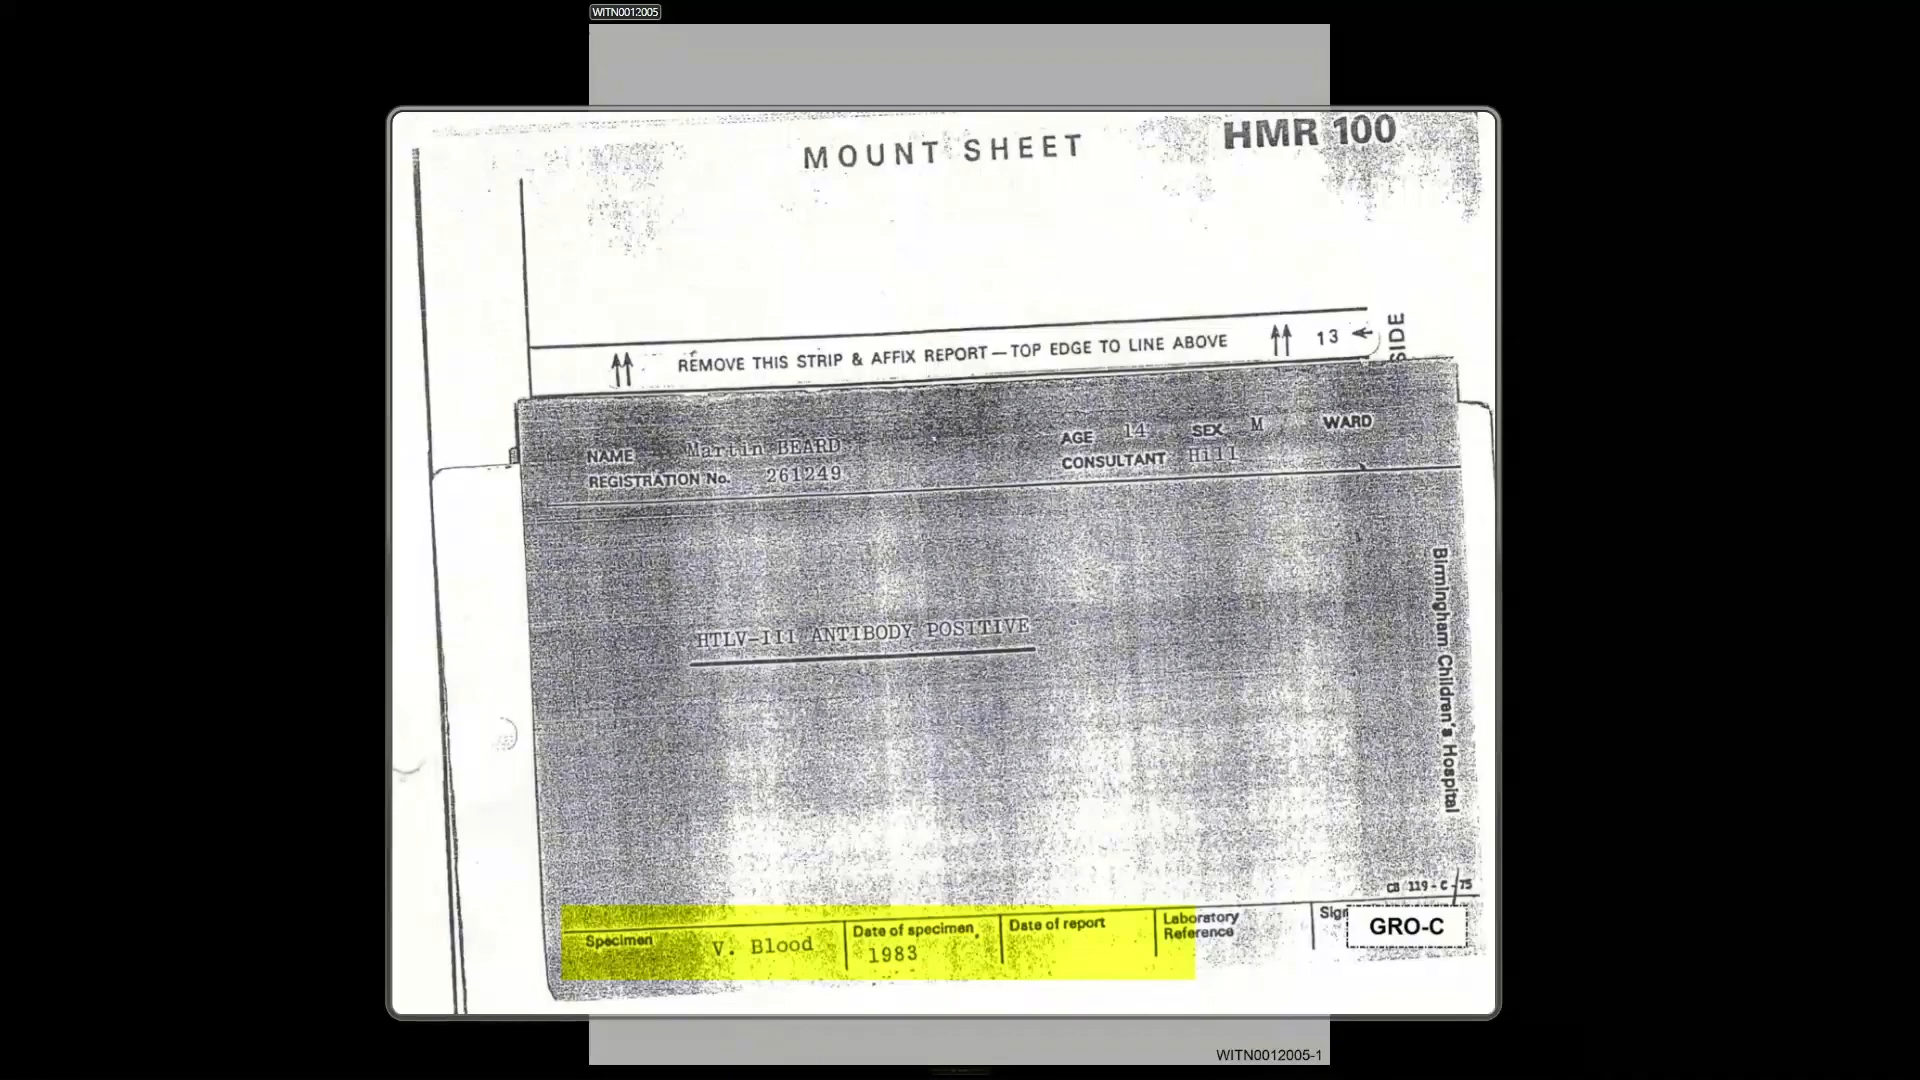 WITN0012005
MOUNT SHEET
HMR 100
REMOVE THIS STRIP & AFFIX REPORT — TOP EDGE TO LINE ABOVE
13
SIDE
NAME Martin BEARD
AGE 14 SEX M WARD
REGISTRATION No. 261249
CONSULTANT Hill
HTLV-III ANTIBODY POSITIVE
Birmingham Children's Hospital
CB 119-C-75
Specimen V. Blood
Date of specimen
1983
Date of report
Laboratory
Reference
GRO-C
WITN0012005-1